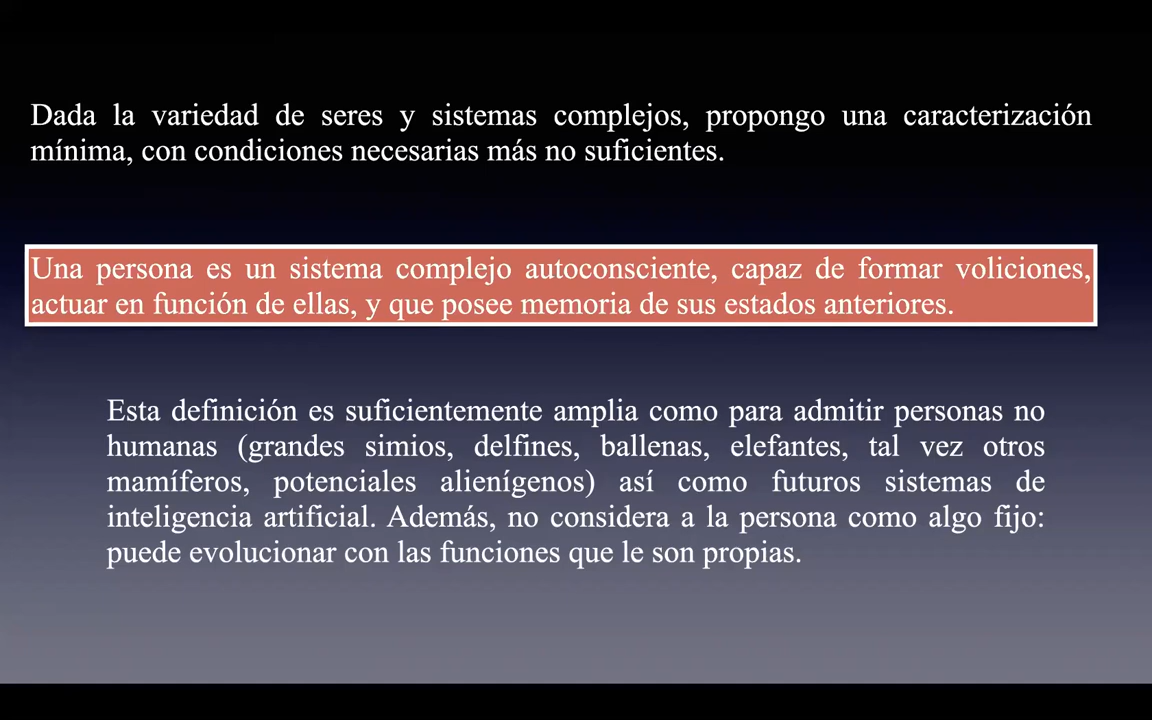 Dada la variedad de seres y sistemas complejos, propongo una caracterización
mínima, con condiciones necesarias más no suficientes.
Una persona es un sistema complejo autoconsciente, capaz de formar voliciones,
actuar en función de ellas, y que posee memoria de sus estados anteriores.
Esta definición es suficientemente amplia como para admitir personas no
humanas (grandes simios, delfines, ballenas, elefantes, tal vez otros
mamíferos, potenciales alienígenos) así como futuros sistemas de
inteligencia artificial. Además, no considera a la persona como algo fijo:
puede evolucionar con las funciones que le son propias.